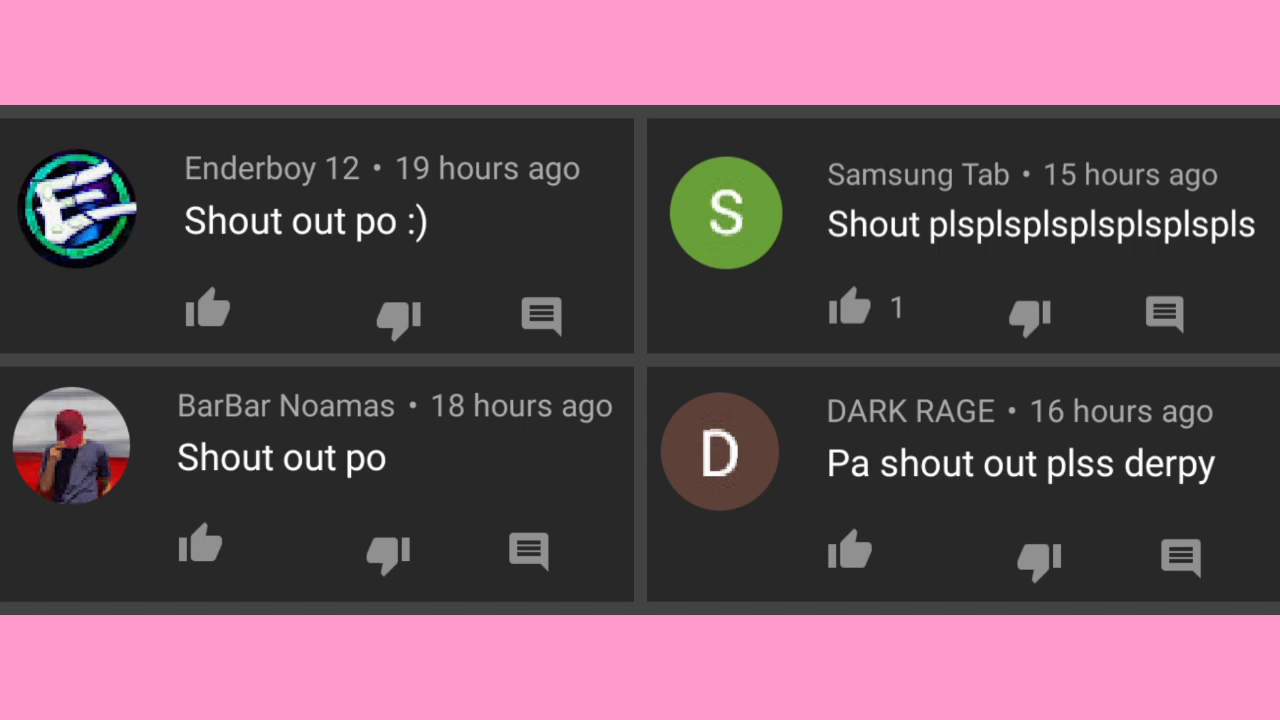 Enderboy 12 • 19 hours ago
Shout out po :)
Samsung Tab • 15 hours ago
Shout plsplsplsplsplsplspls
S
1
BarBar Noamas • 18 hours ago
Shout out po
DARK RAGE • 16 hours ago
Pa shout out plss derpy
D